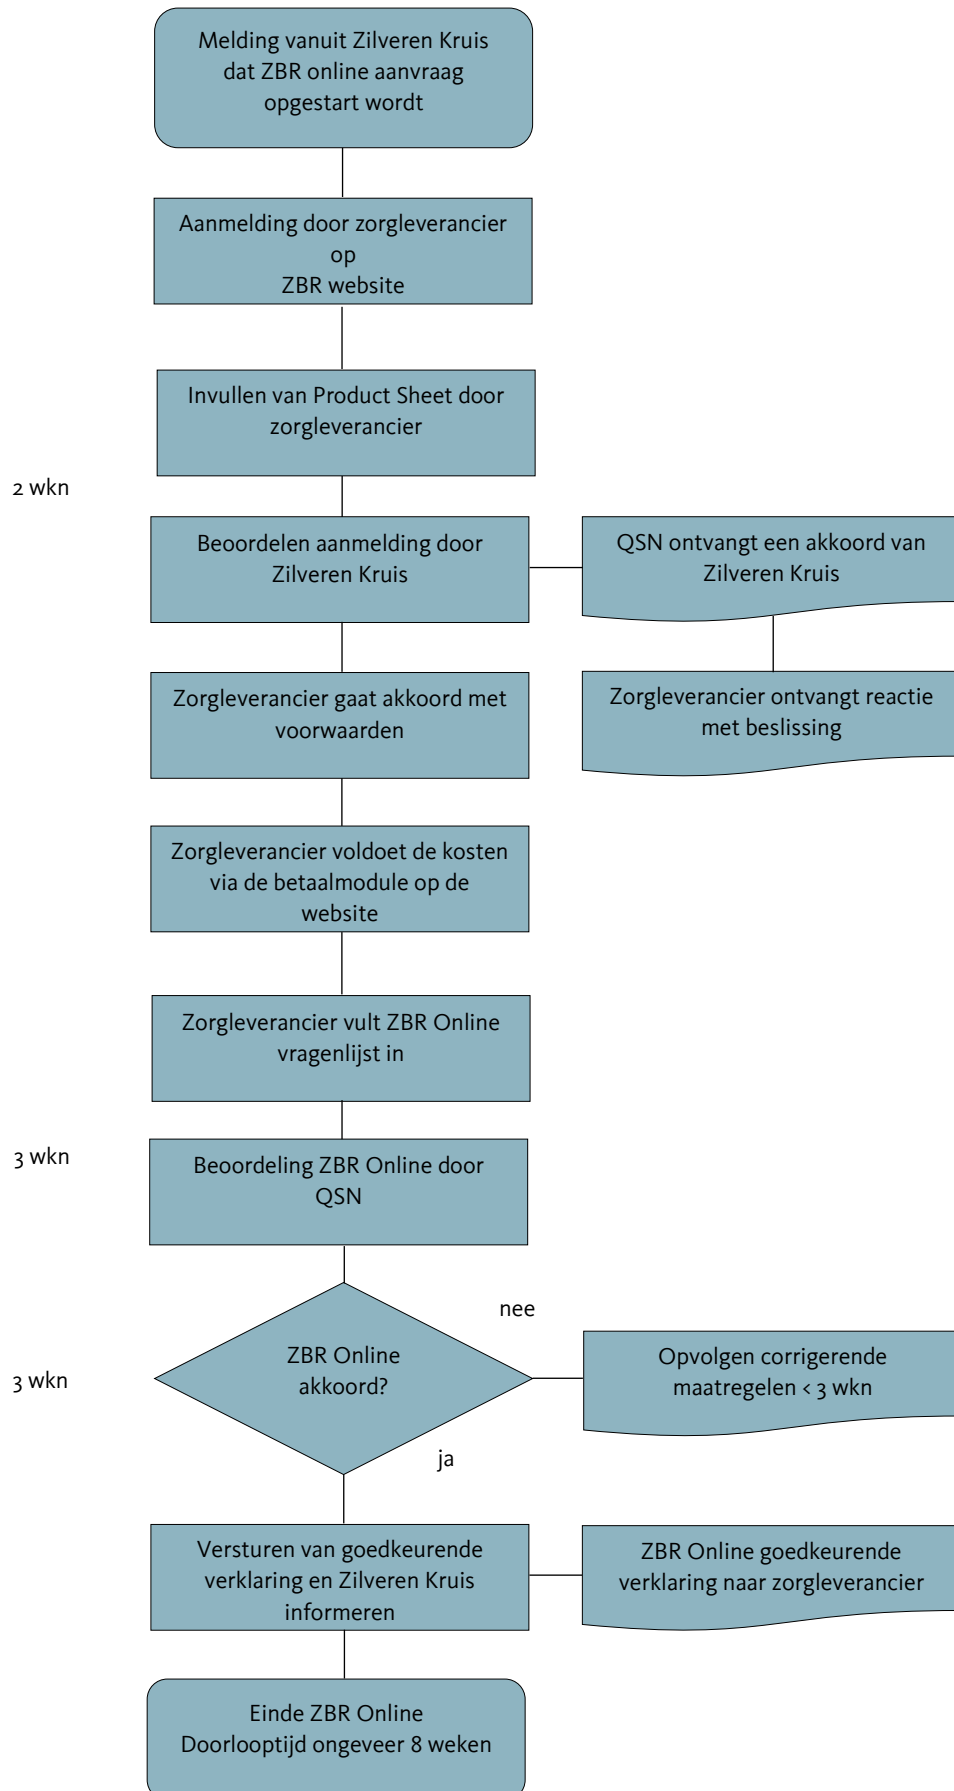 Melding vanuit Zilveren Kruis
dat ZBR online aanvraag
opgestart wordt
Aanmelding door zorgleverancier
op
ZBR website
Invullen van Product Sheet door
zorgleverancier
2 wkn
Beoordelen aanmelding door
Zilveren Kruis
QSN ontvangt een akkoord van
Zilveren Kruis
Zorgleverancier gaat akkoord met
voorwaarden
Zorgleverancier ontvangt reactie
met beslissing
Zorgleverancier voldoet de kosten
via de betaalmodule op de
website
Zorgleverancier vult ZBR Online
vragenlijst in
3 wkn
Beoordeling ZBR Online door
QSN
nee
3 wkn
ZBR Online
akkoord?
Opvolgen corrigerende
maatregelen < 3 wkn
ja
Versturen van goedkeurende
verklaring en Zilveren Kruis
informeren
ZBR Online goedkeurende
verklaring naar zorgleverancier
Einde ZBR Online
Doorlooptijd ongeveer 8 weken